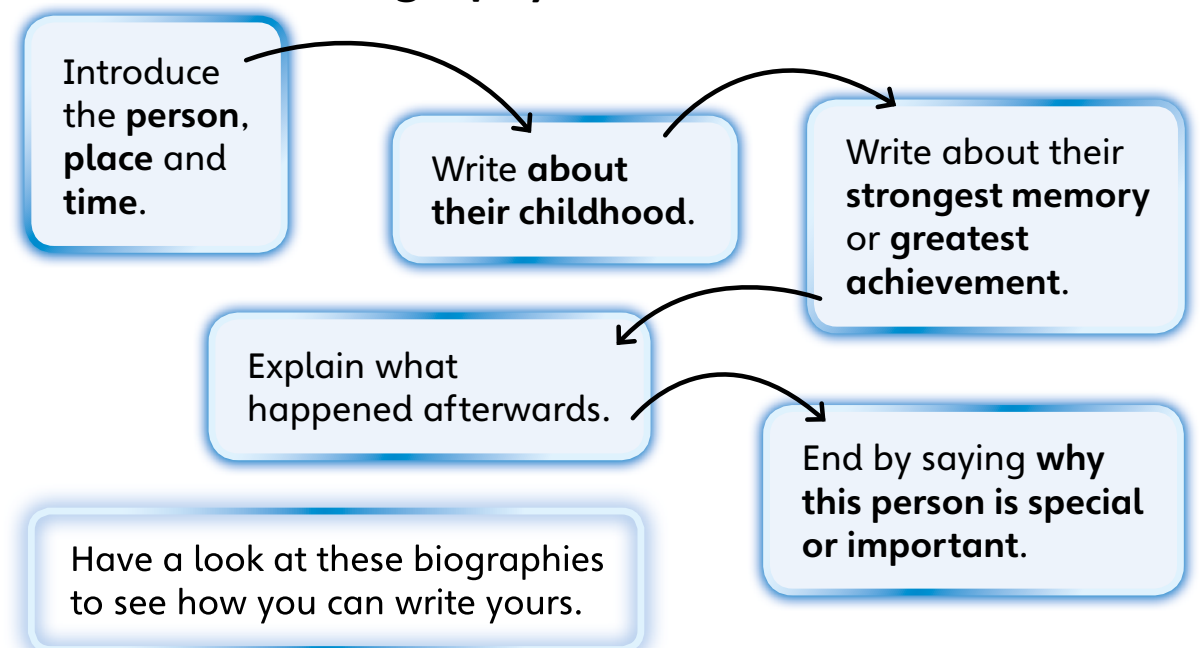 Introduce
the person,
place and
time.
Write about
their childhood.
Write about their
strongest memory
or greatest
achievement.
Explain what
happened afterwards.
End by saying why
this person is special
or important.
Have a look at these biographies
to see how you can write yours.